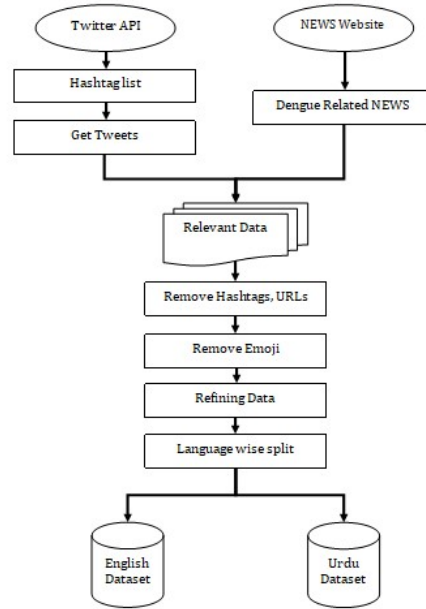 Twitter API
NEWS Website
Hashtag list
Dengue Related NEWS
Get Tweets
Relevant Data
Remove Hashtags, URLs
Remove Emoji
Refining Data
Language wise split
English
Dataset
Urdu
Dataset